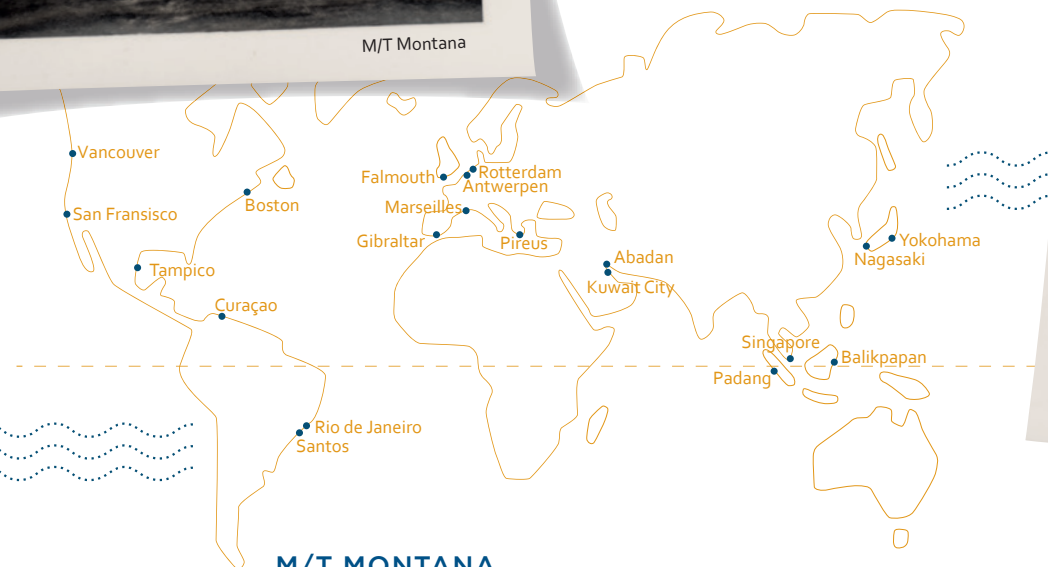 M/T Montana
Vancouver
San Fransisco
Tampico
Boston
Curaçao
Rio de Janeiro
Santos
Falmouth
Rotterdam
Antwerpen
Marseilles
Gibraltar
Pireus
Abadan
Kuwait City
Yokohama
Nagasaki
Singapore
Balikpapan
Padang
M/T MONTANA